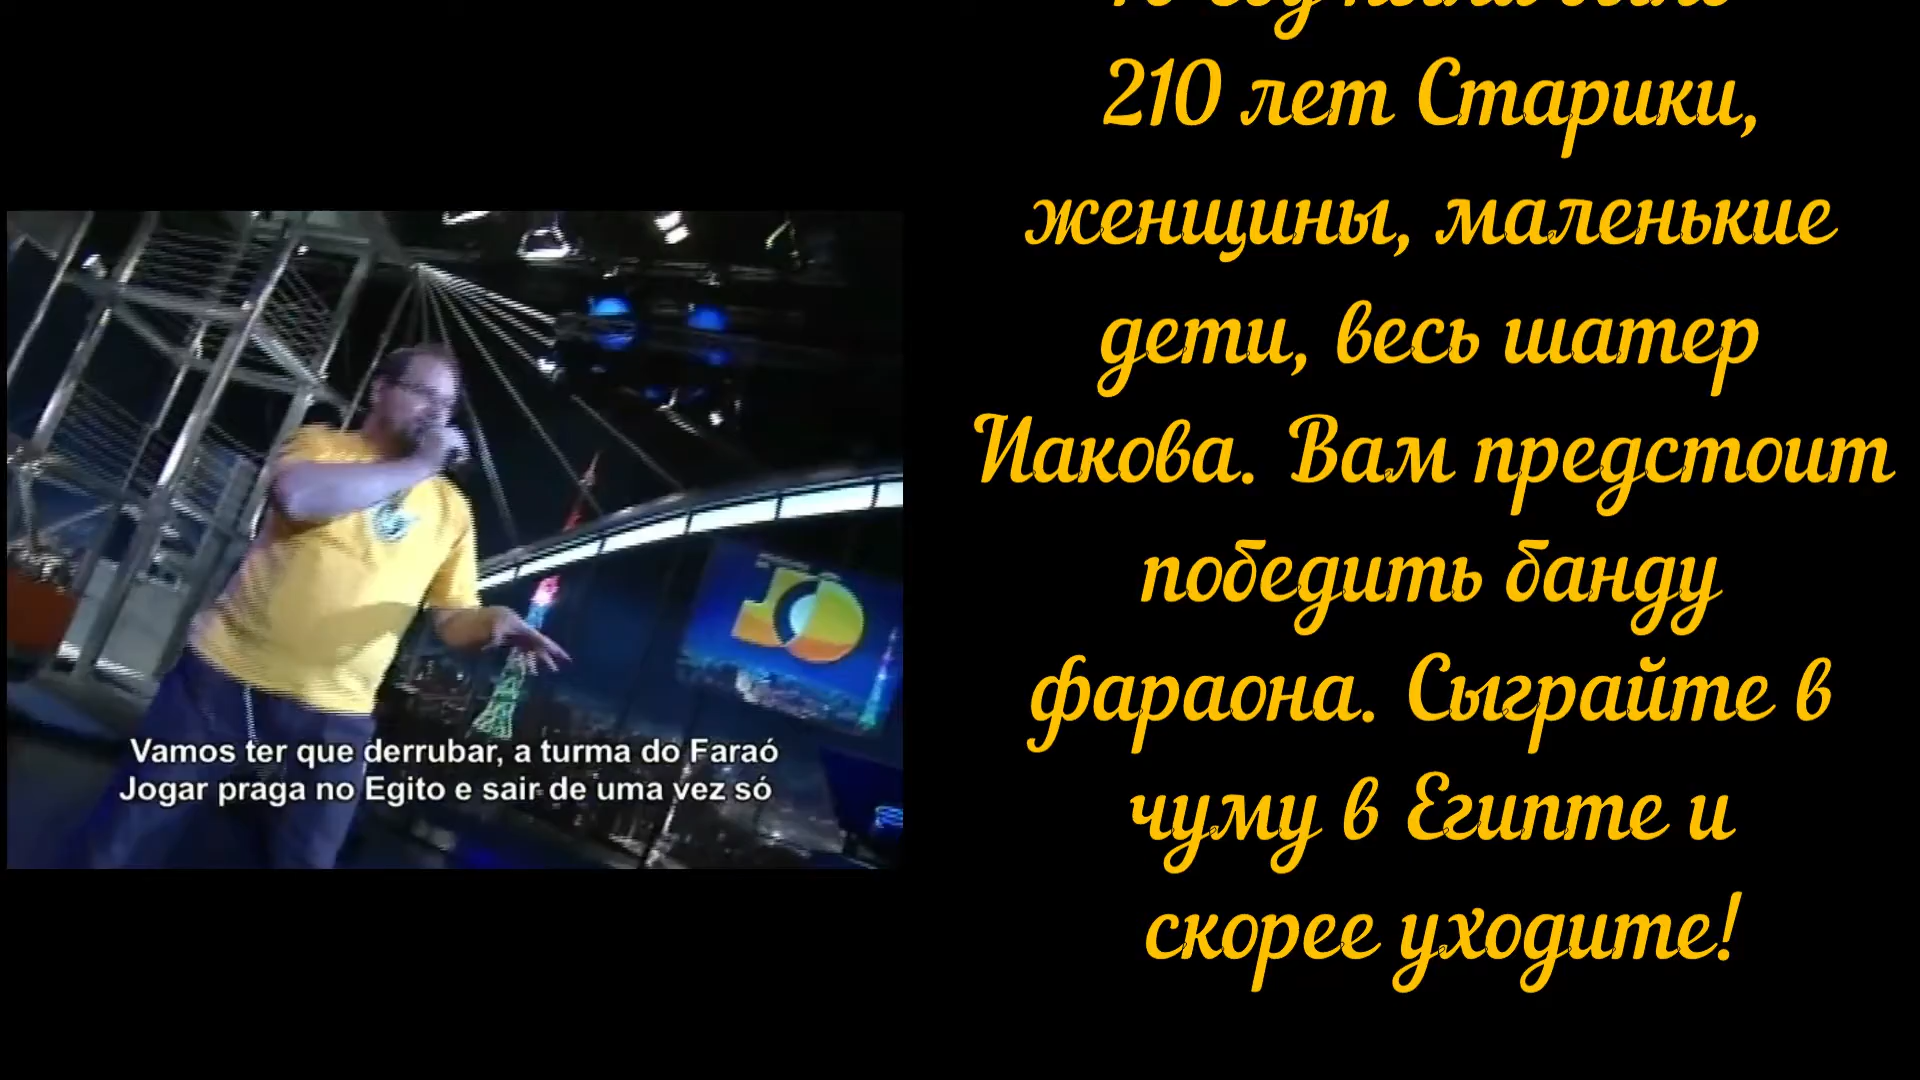 210 лет Старики,
женщины, маленькие
дети, весь шатер
Иакова. Вам предстоит
победить банду
фараона. Сыграйте в
чуму в Египте и
скорее уходите!
JO
Vamos ter que derrubar, a turma do Faraó
Jogar praga no Egito e sair de uma vez só